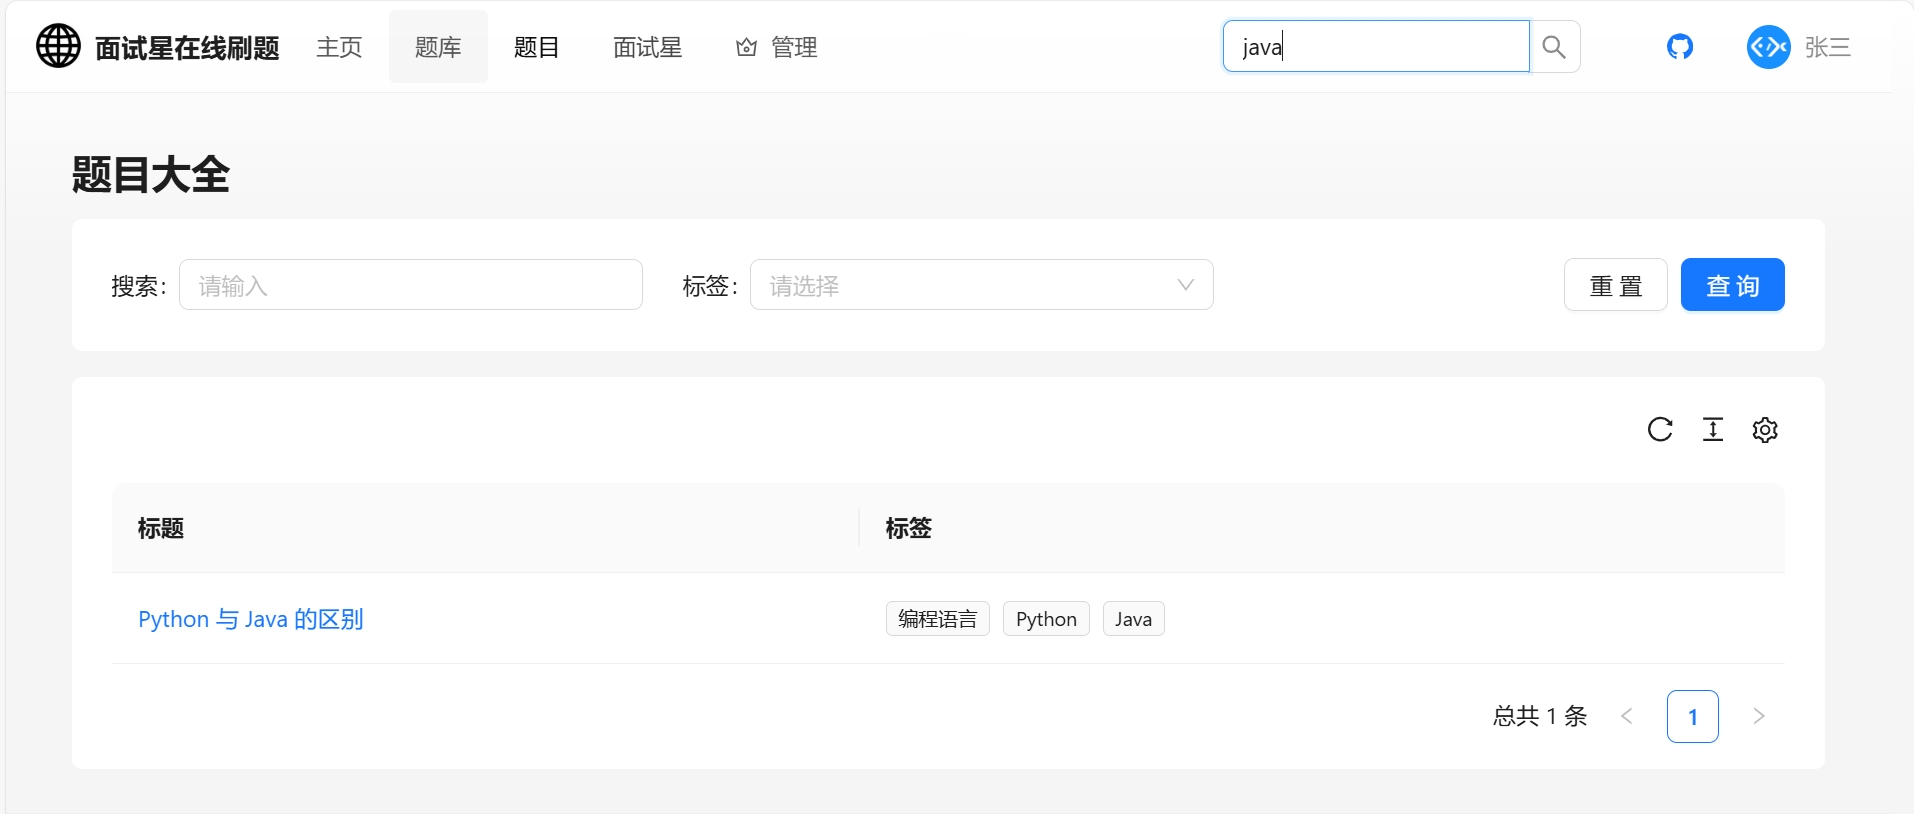 面试星在线刷题 主页 题库 题目 面试星 管理 java 张三
题目大全
搜索: 请输入 标签: 请选择 重置 查询
标题 标签
Python 与 Java 的区别 编程语言 Python Java
总共 1 条 < 1 >